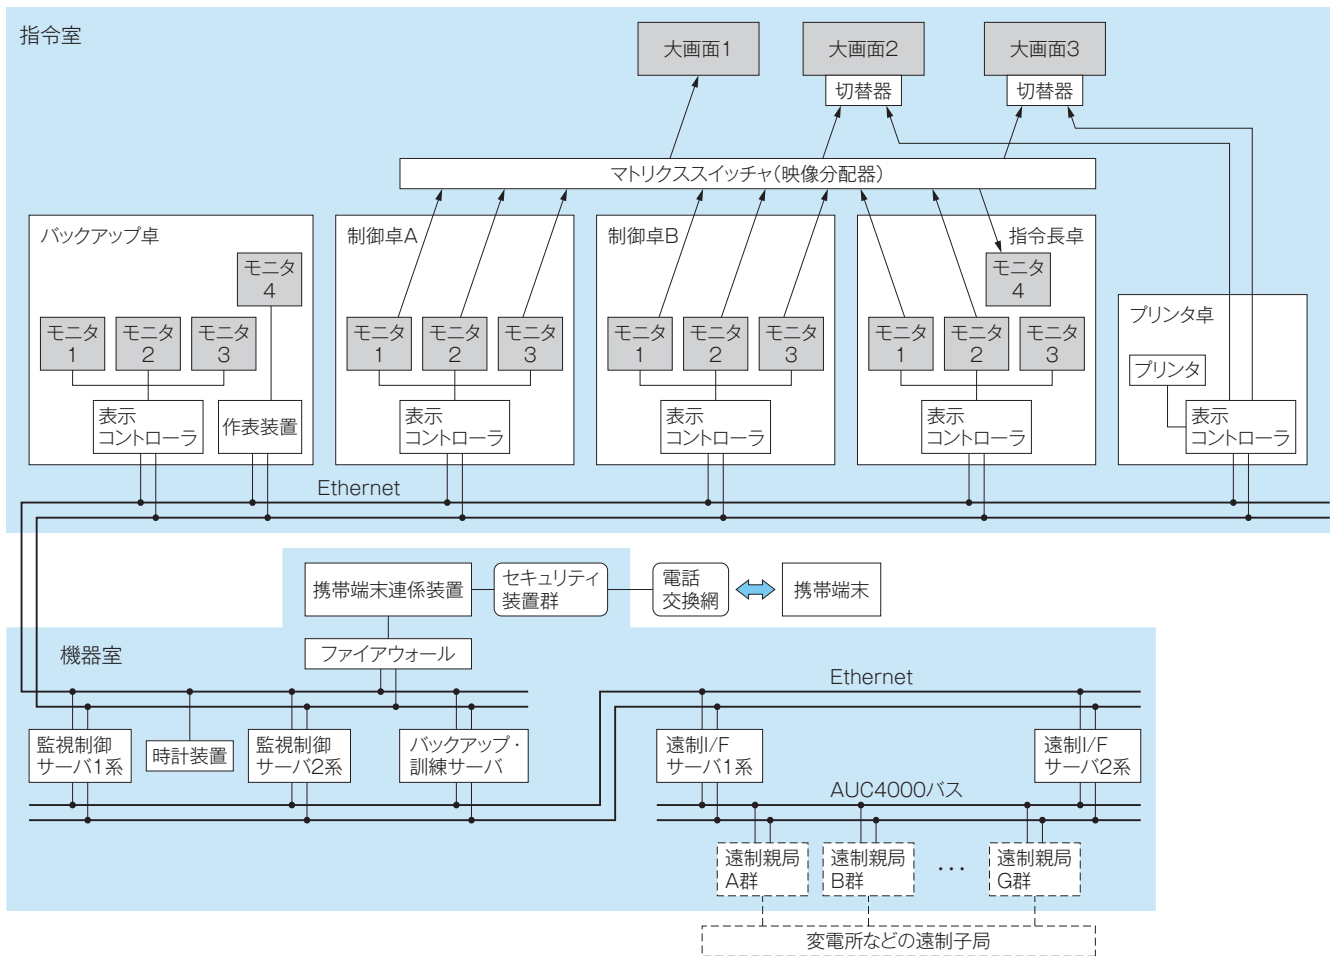 指令室
大画面1
大画面2
大画面3
切替器
切替器
マトリクススイッチャ(映像分配器)
バックアップ卓
モニタ
4
モニタ
1
モニタ
2
モニタ
3
表示
コントローラ
作表装置
制御卓A
モニタ
1
モニタ
2
モニタ
3
表示
コントローラ
制御卓B
モニタ
1
モニタ
2
モニタ
3
表示
コントローラ
指令長卓
モニタ
4
モニタ
1
モニタ
2
モニタ
3
表示
コントローラ
プリンタ卓
プリンタ
表示
コントローラ
Ethernet
携帯端末連係装置
セキュリティ
装置群
電話
交換網
携帯端末
ファイアウォール
機器室
Ethernet
監視制御
サーバ1系
時計装置
監視制御
サーバ2系
バックアップ・
訓練サーバ
遠制I/F
サーバ1系
遠制I/F
サーバ2系
AUC4000バス
遠制親局
A群
遠制親局
B群
…
遠制親局
G群
変電所などの遠制子局